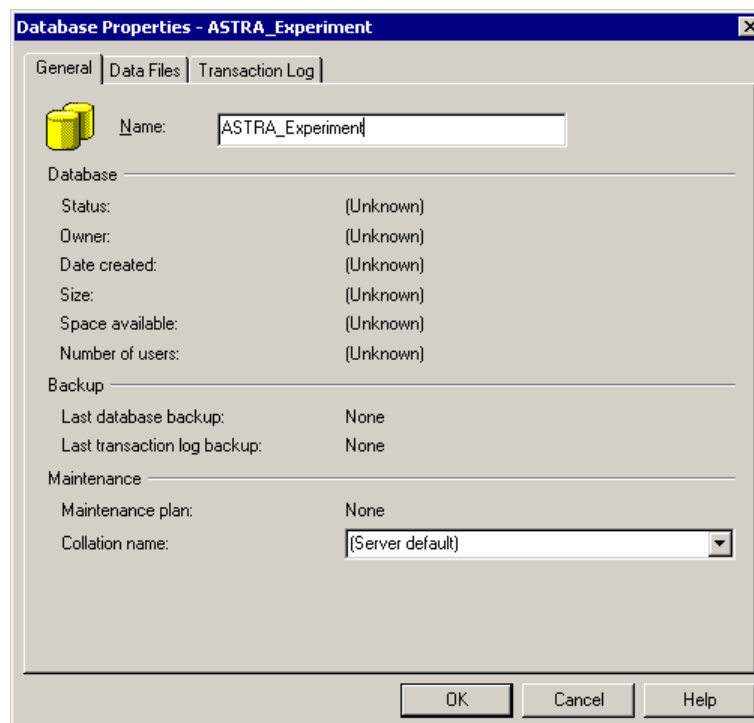 Database Properties - ASTRA_Experiment
General Data Files Transaction Log
Name: ASTRA_Experiment
Database
Status: (Unknown)
Owner: (Unknown)
Date created: (Unknown)
Size: (Unknown)
Space available: (Unknown)
Number of users: (Unknown)
Backup
Last database backup: None
Last transaction log backup: None
Maintenance
Maintenance plan: None
Collation name: (Server default)
OK Cancel Help